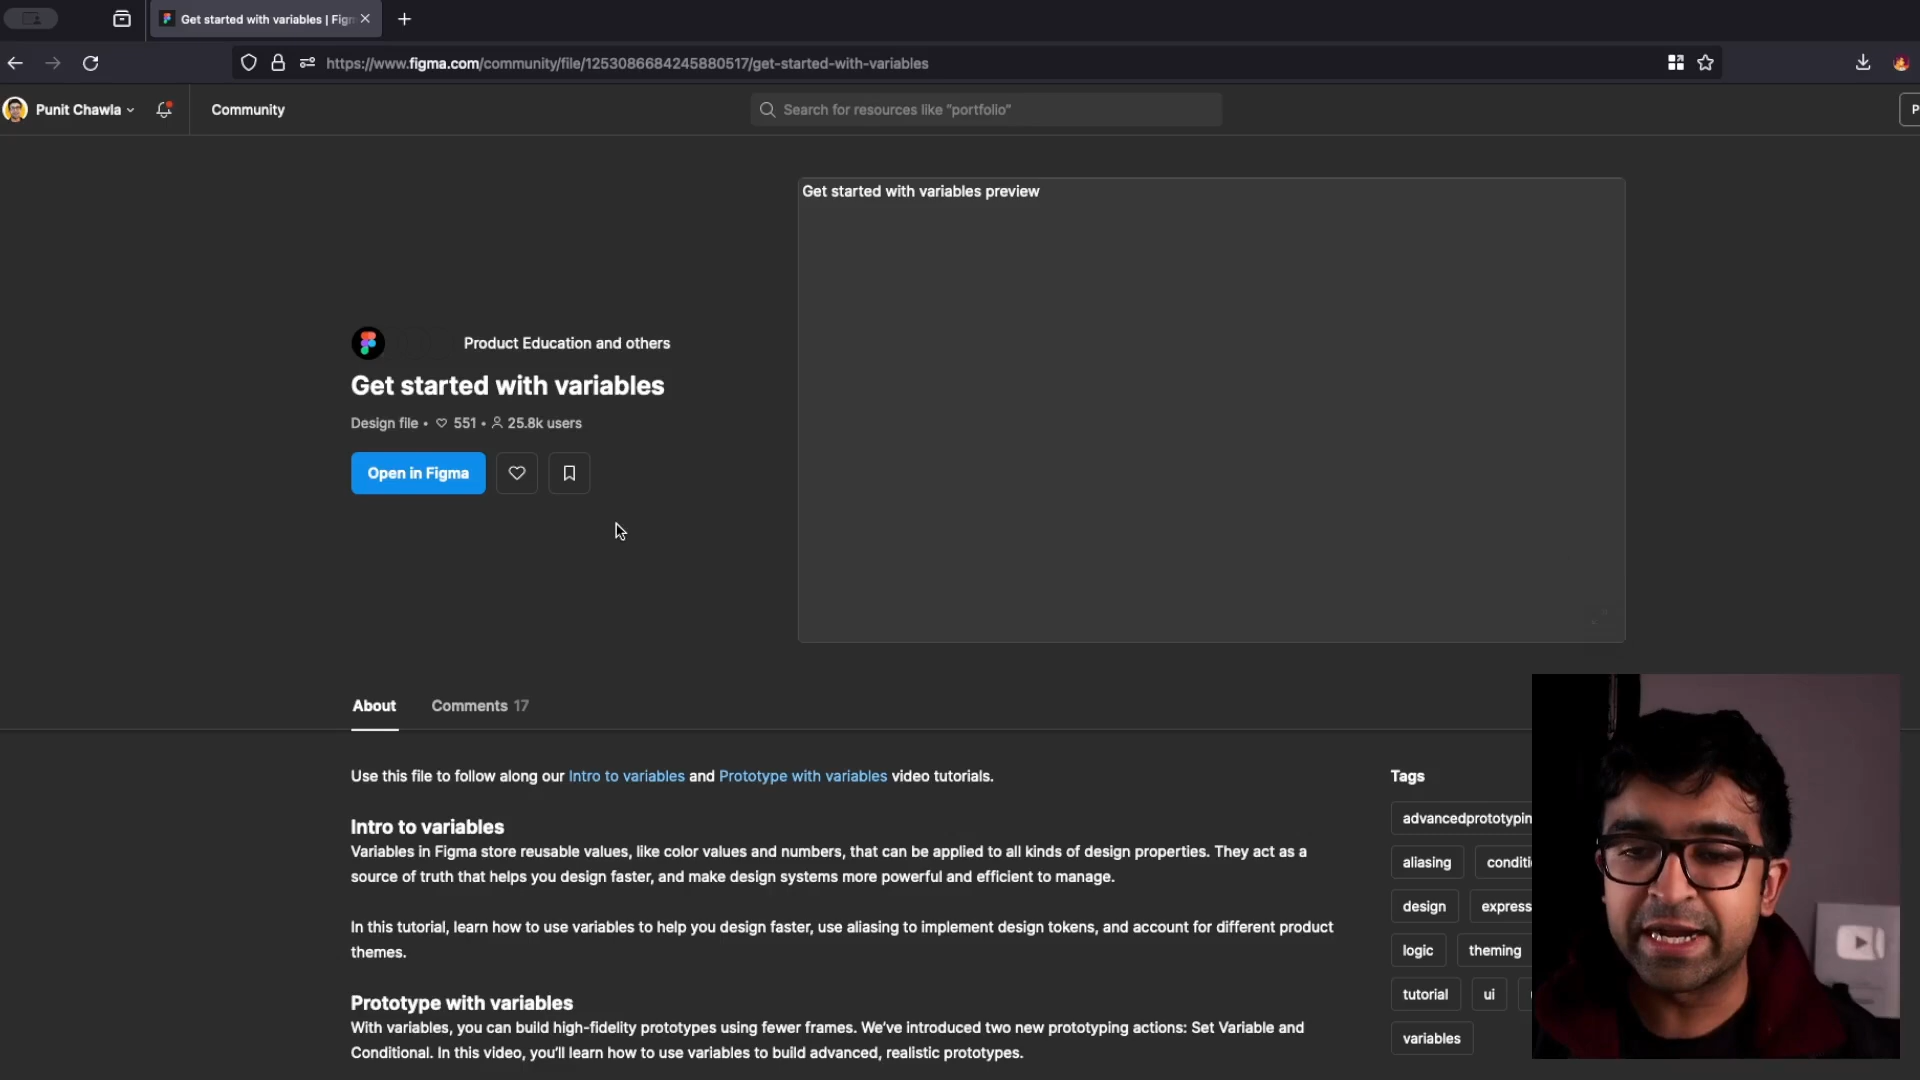 Get started with variables | Fig
https://www.figma.com/community/file/1253086684245880517/get-started-with-variables
Punit Chawla
Community
Search for resources like "portfolio"
P
Get started with variables preview
Product Education and others
Get started with variables
Design file • 551 • 25.8k users
Open in Figma
About
Comments 17
Use this file to follow along our Intro to variables and Prototype with variables video tutorials.
Intro to variables
Variables in Figma store reusable values, like color values and numbers, that can be applied to all kinds of design properties. They act as a
source of truth that helps you design faster, and make design systems more powerful and efficient to manage.
In this tutorial, learn how to use variables to help you design faster, use aliasing to implement design tokens, and account for different product
themes.
Prototype with variables
With variables, you can build high-fidelity prototypes using fewer frames. We've introduced two new prototyping actions: Set Variable and
Conditional. In this video, you'll learn how to use variables to build advanced, realistic prototypes.
Tags
advancedprototypin
aliasing conditi
design express
logic theming
tutorial ui
variables